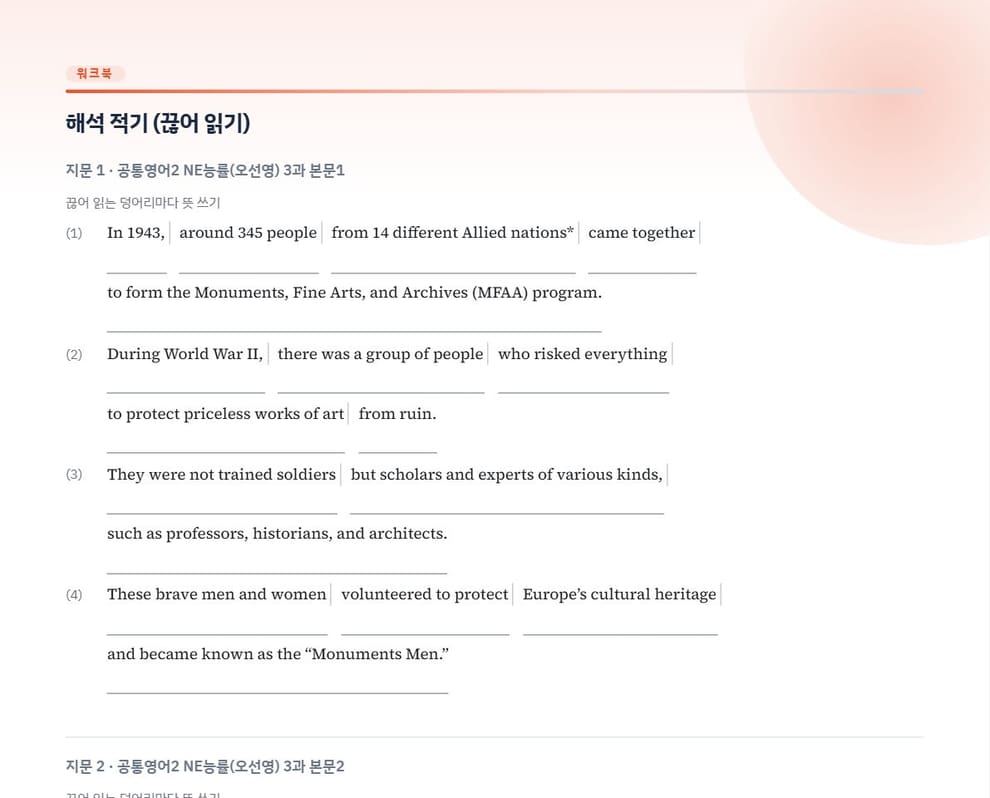 워크북
해석 적기 (끊어 읽기)
지문 1 · 공통영어2 NE능률(오선영) 3과 본문1
끊어 읽는 덩어리마다 뜻 쓰기
(1) In 1943, around 345 people from 14 different Allied nations* came together
to form the Monuments, Fine Arts, and Archives (MFAA) program.
(2) During World War II, there was a group of people who risked everything
to protect priceless works of art from ruin.
(3) They were not trained soldiers but scholars and experts of various kinds,
such as professors, historians, and architects.
(4) These brave men and women volunteered to protect Europe’s cultural heritage
and became known as the “Monuments Men.”
지문 2 · 공통영어2 NE능률(오선영) 3과 본문2